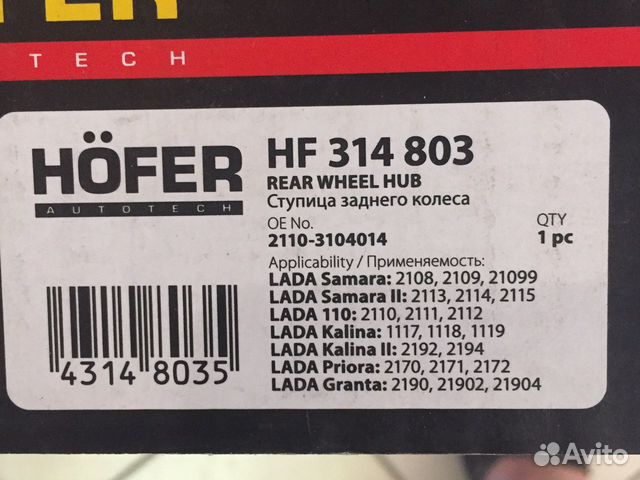 FER
TECH
HÖFER
AUTOTECH
HF 314 803
REAR WHEEL HUB
Ступица заднего колеса
OE No.
2110-3104014
QTY
1 pc
Applicability / Применяемость:
LADA Samara: 2108, 2109, 21099
LADA Samara II: 2113, 2114, 2115
LADA 110: 2110, 2111, 2112
LADA Kalina: 1117, 1118, 1119
LADA Kalina II: 2192, 2194
LADA Priora: 2170, 2171, 2172
LADA Granta: 2190, 21902, 21904
4314 8035
Avito